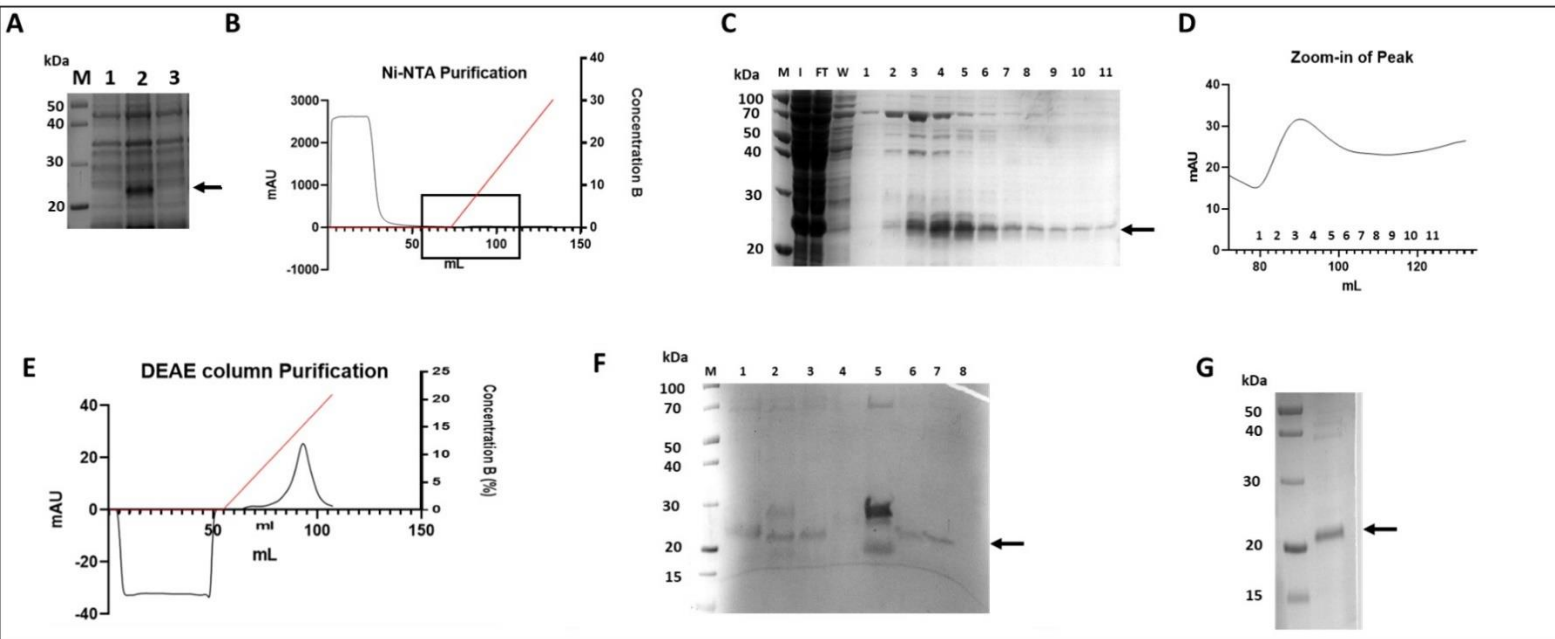 A
kDa
M 1 2 3
50
40
30
20
B
Ni-NTA Purification
3000
2000
1000
0
-1000
mAU
50 100 150
mL
40
30
20
10
0
Concentration B
C
kDa M I FT W 1 2 3 4 5 6 7 8 9 10 11
100
70
50
40
30
20
D
Zoom-in of Peak
40
30
20
10
0
mAU
1 2 3 4 5 6 7 8 9 10 11
80 100 120
mL
E
DEAE column Purification
40
20
0
-20
-40
mAU
50 100 150
ml
mL
25
20
15
10
5
0
Concentration B (%)
F
kDa
M 1 2 3 4 5 6 7 8
100
70
50
40
30
20
15
G
kDa
50
40
30
20
15